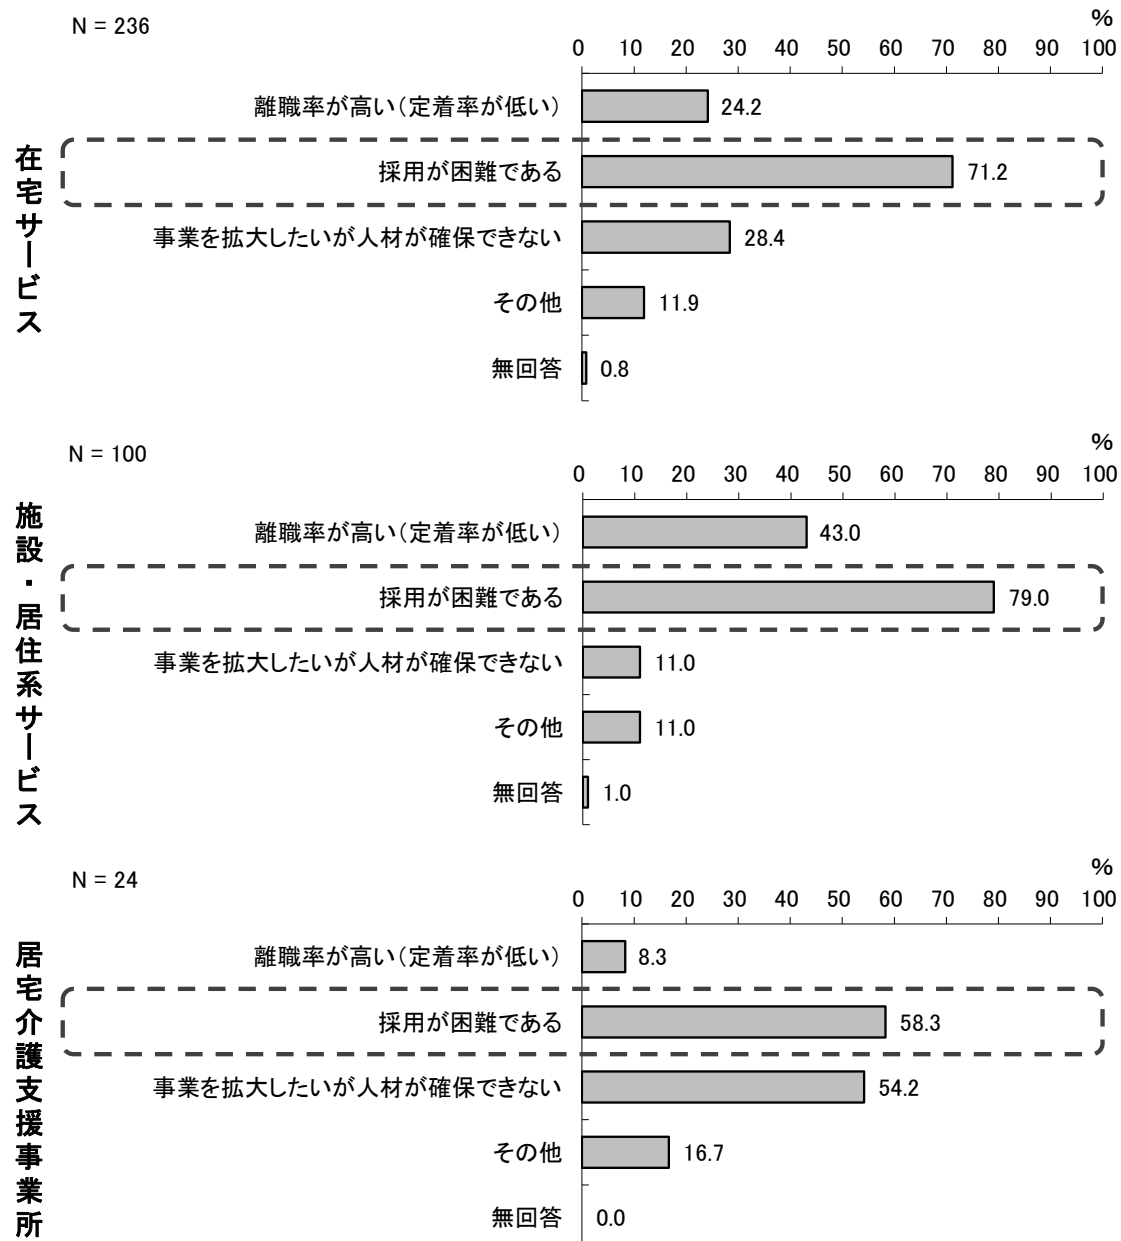 N = 236
%
0 10 20 30 40 50 60 70 80 90 100
在宅サービス
離職率が高い（定着率が低い） 24.2
採用が困難である 71.2
事業を拡大したいが人材が確保できない 28.4
その他 11.9
無回答 0.8
N = 100
%
0 10 20 30 40 50 60 70 80 90 100
施設・居住系サービス
離職率が高い（定着率が低い） 43.0
採用が困難である 79.0
事業を拡大したいが人材が確保できない 11.0
その他 11.0
無回答 1.0
N = 24
%
0 10 20 30 40 50 60 70 80 90 100
居宅介護支援事業所
離職率が高い（定着率が低い） 8.3
採用が困難である 58.3
事業を拡大したいが人材が確保できない 54.2
その他 16.7
無回答 0.0